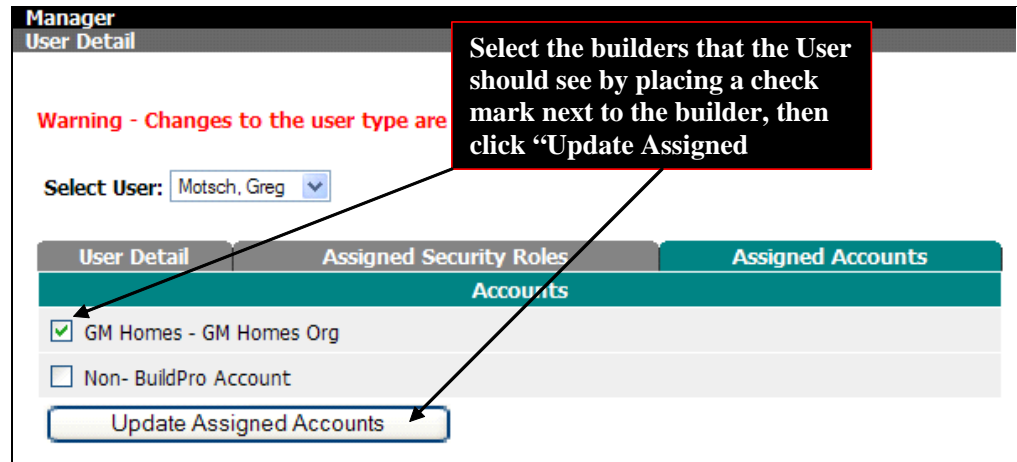 Manager
User Detail
Select the builders that the User
should see by placing a check
mark next to the builder, then
click “Update Assigned
Warning - Changes to the user type are
Select User: Motsch, Greg
User Detail Assigned Security Roles Assigned Accounts
Accounts
GM Homes - GM Homes Org
Non- BuildPro Account
Update Assigned Accounts